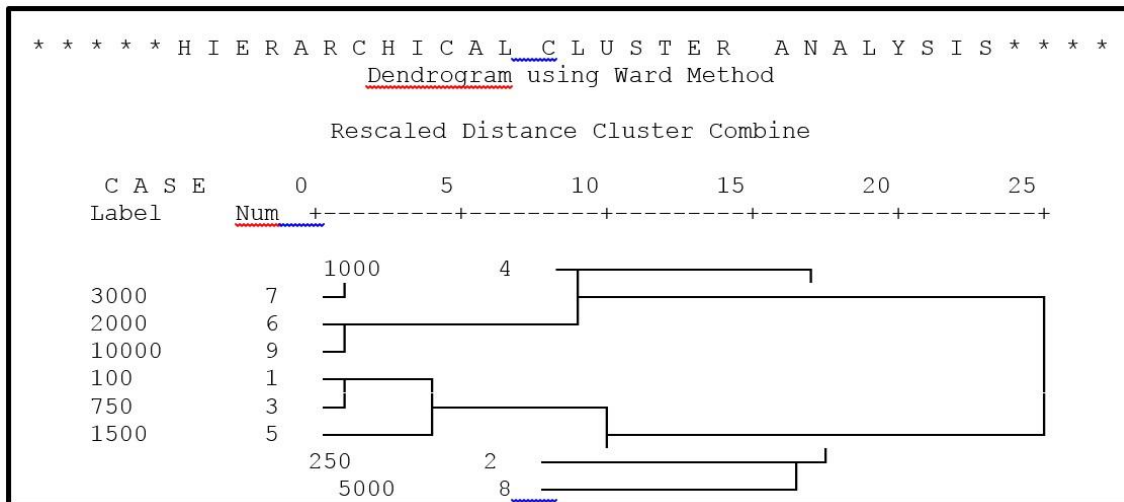 * * * * * H I E R A R C H I C A L C L U S T E R A N A L Y S I S * * * *
Dendrogram using Ward Method
Rescaled Distance Cluster Combine
C A S E 0 5 10 15 20 25
Label Num +---------+---------+---------+---------+---------+
1000 4
3000 7
2000 6
10000 9
100 1
750 3
1500 5
250 2
5000 8